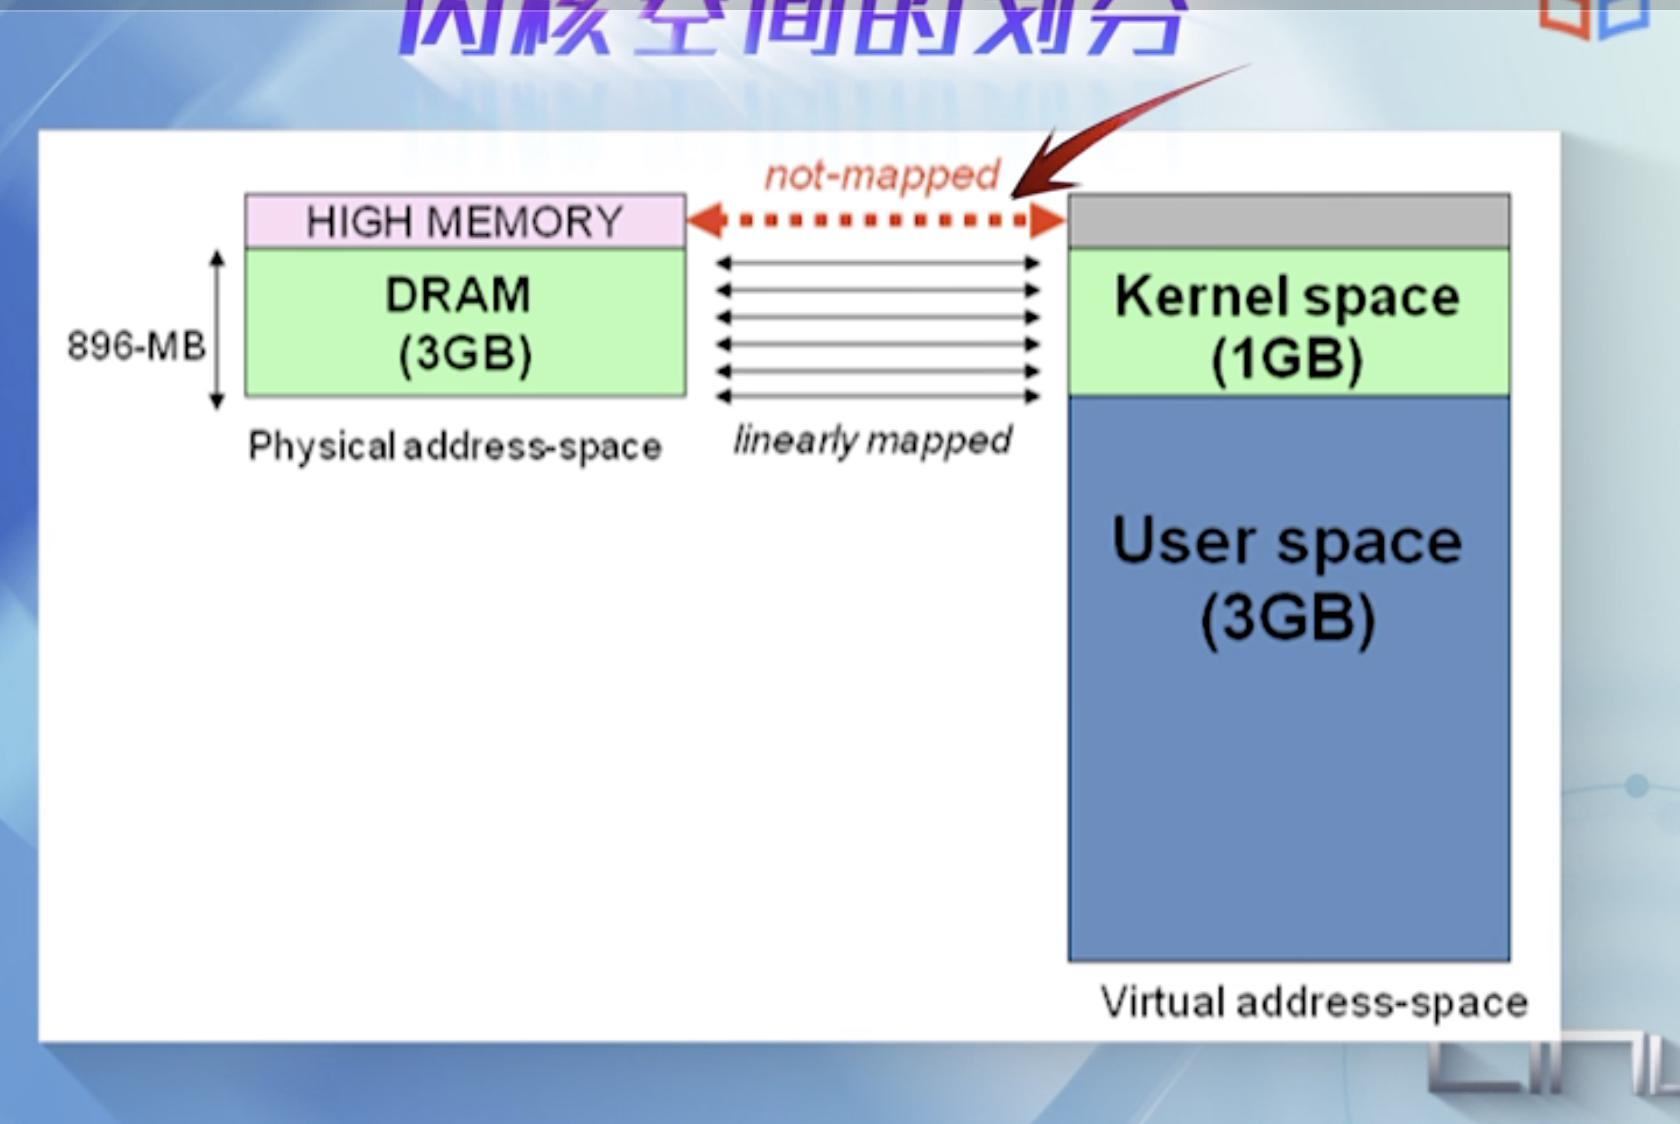 内核空间的划分
not-mapped
HIGH MEMORY
DRAM
(3GB)
896-MB
Physical address-space
linearly mapped
Kernel space
(1GB)
User space
(3GB)
Virtual address-space